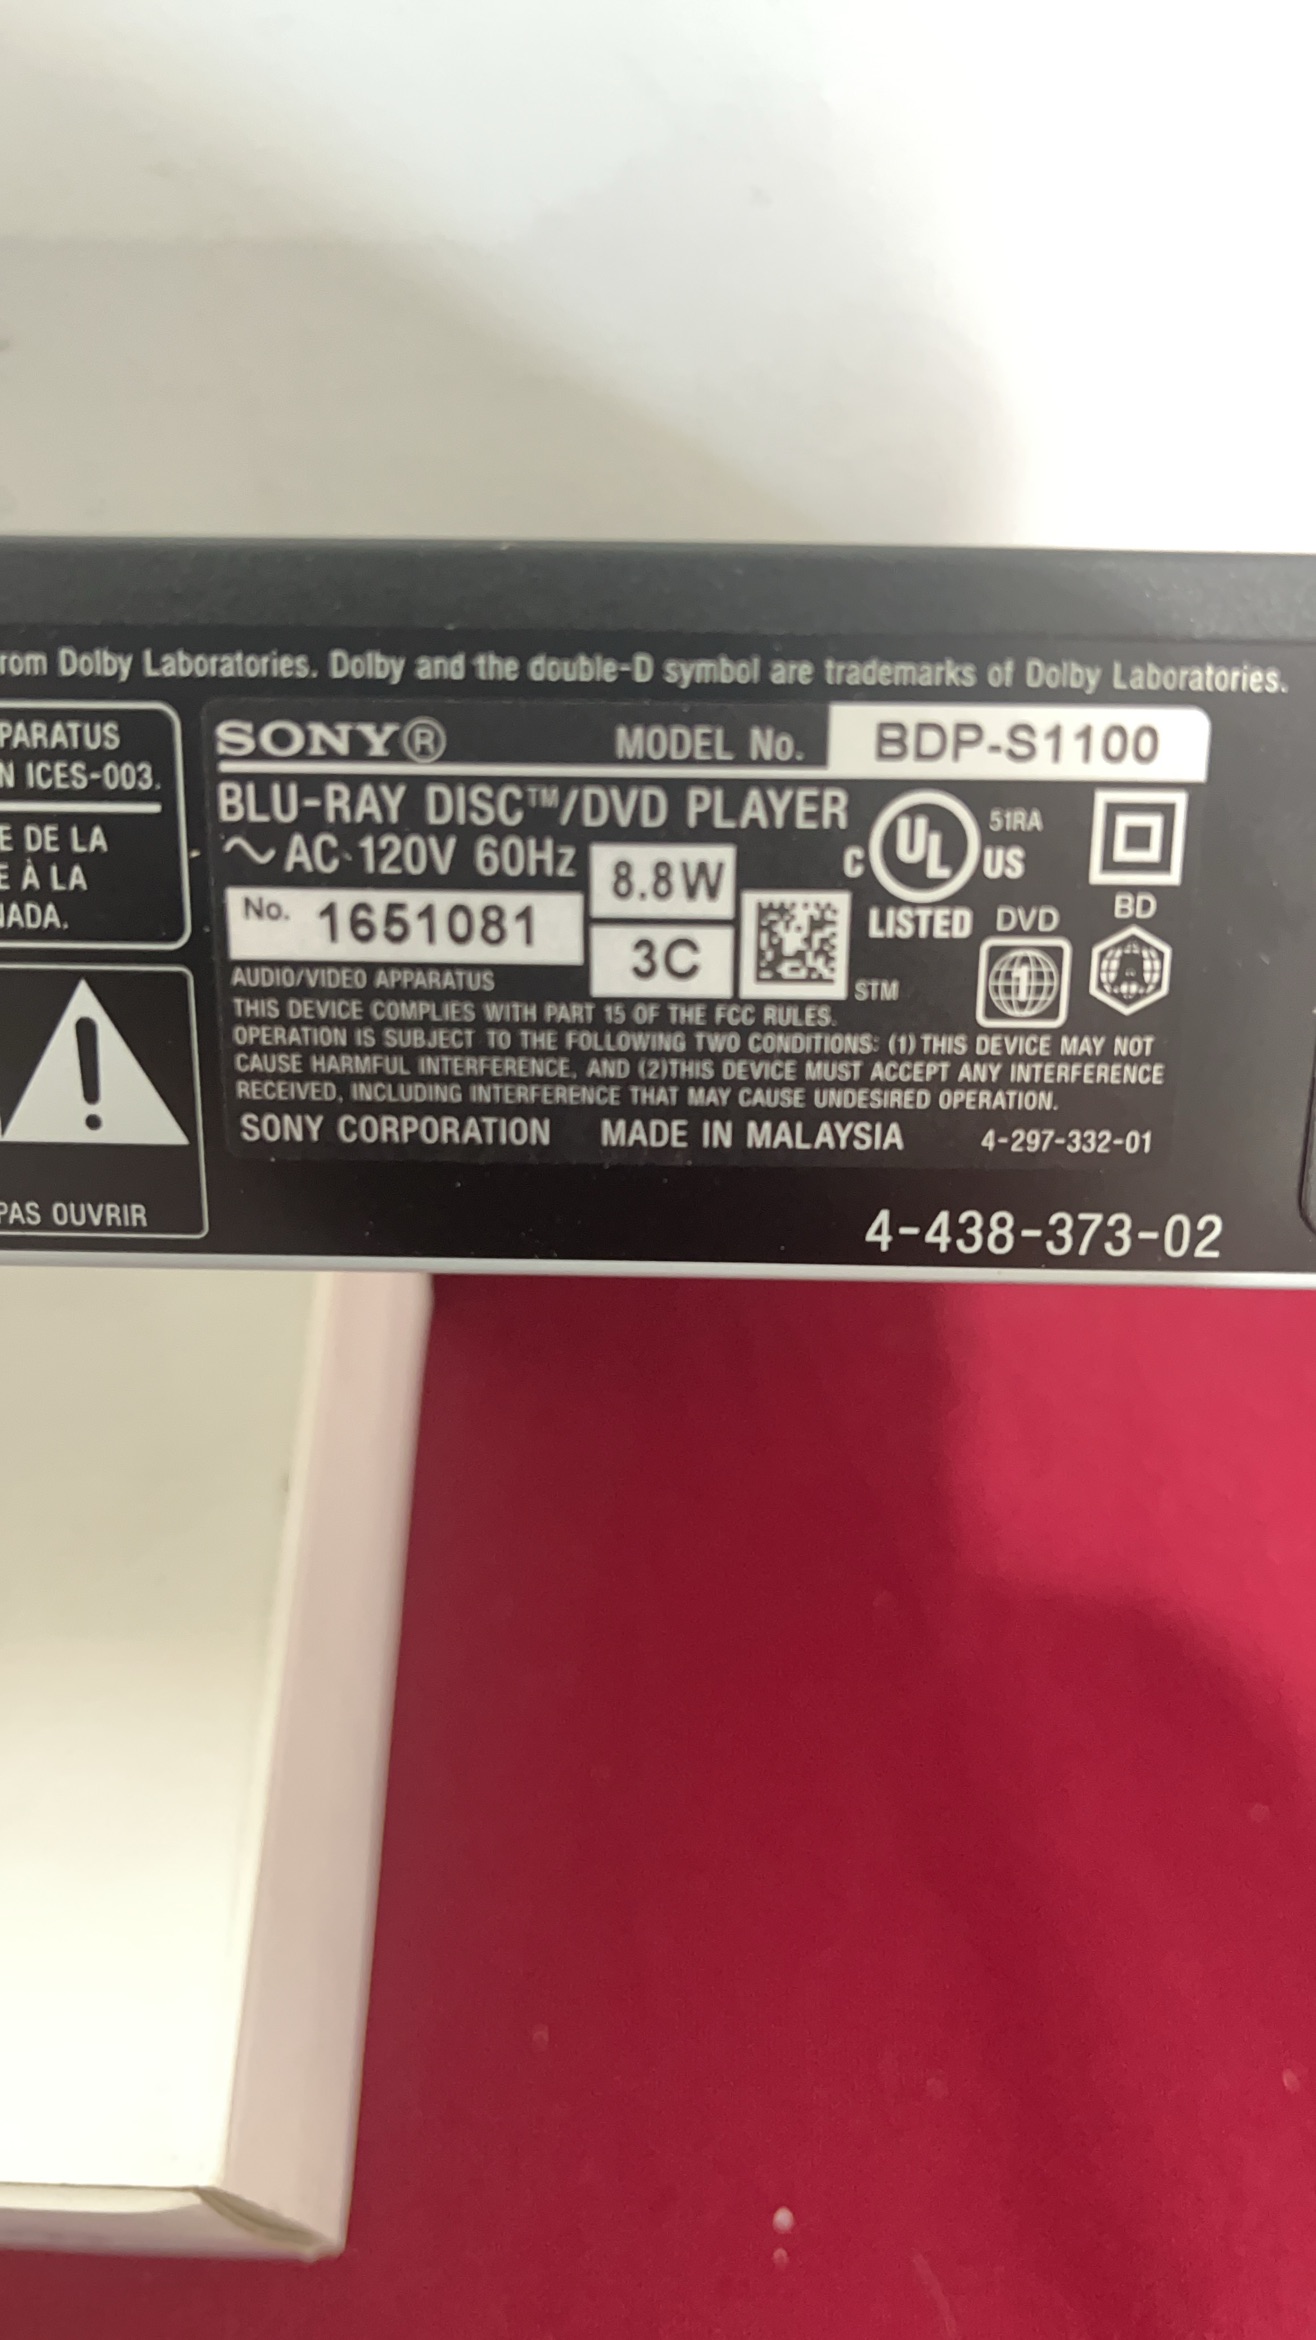 rom Dolby Laboratories. Dolby and the double-D symbol are trademarks of Dolby Laboratories.
PARATUS
N ICES-003.
E DE LA
E À LA
NADA.
PAS OUVRIR
SONY® MODEL No. BDP-S1100
BLU-RAY DISC™/DVD PLAYER
~ AC 120V 60Hz 8.8W
No. 1651081
3C
C UL US 51RA
LISTED
DVD
1
BD
A
STM
AUDIO/VIDEO APPARATUS
THIS DEVICE COMPLIES WITH PART 15 OF THE FCC RULES.
OPERATION IS SUBJECT TO THE FOLLOWING TWO CONDITIONS: (1) THIS DEVICE MAY NOT
CAUSE HARMFUL INTERFERENCE, AND (2)THIS DEVICE MUST ACCEPT ANY INTERFERENCE
RECEIVED, INCLUDING INTERFERENCE THAT MAY CAUSE UNDESIRED OPERATION.
SONY CORPORATION MADE IN MALAYSIA 4-297-332-01
4-438-373-02